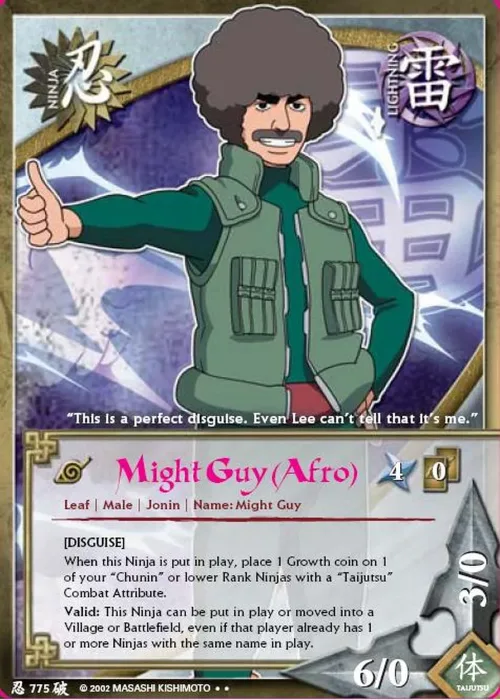 NINJA
忍
LIGHTNING
雷
"This is a perfect disguise. Even Lee can't tell that it's me."
Might Guy (Afro)
4
0
Leaf | Male | Jonin | Name: Might Guy
[DISGUISE]
When this Ninja is put in play, place 1 Growth coin on 1
of your "Chunin" or lower Rank Ninjas with a "Taijutsu"
Combat Attribute.
Valid: This Ninja can be put in play or moved into a
Village or Battlefield, even if that player already has 1
or more Ninjas with the same name in play.
3/0
6/0
体
TAIJUTSU
忍 775 破 © 2002 MASASHI KISHIMOTO